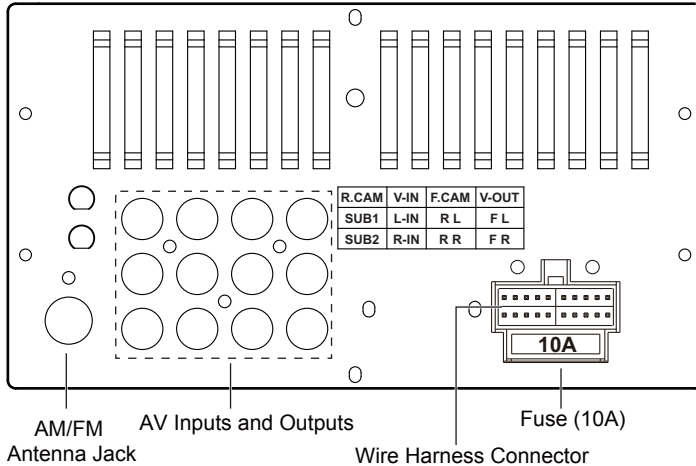 R.CAM V-IN F.CAM V-OUT
SUB1 L-IN R L F L
SUB2 R-IN R R F R
10A
AM/FM
Antenna Jack
AV Inputs and Outputs
Fuse (10A)
Wire Harness Connector